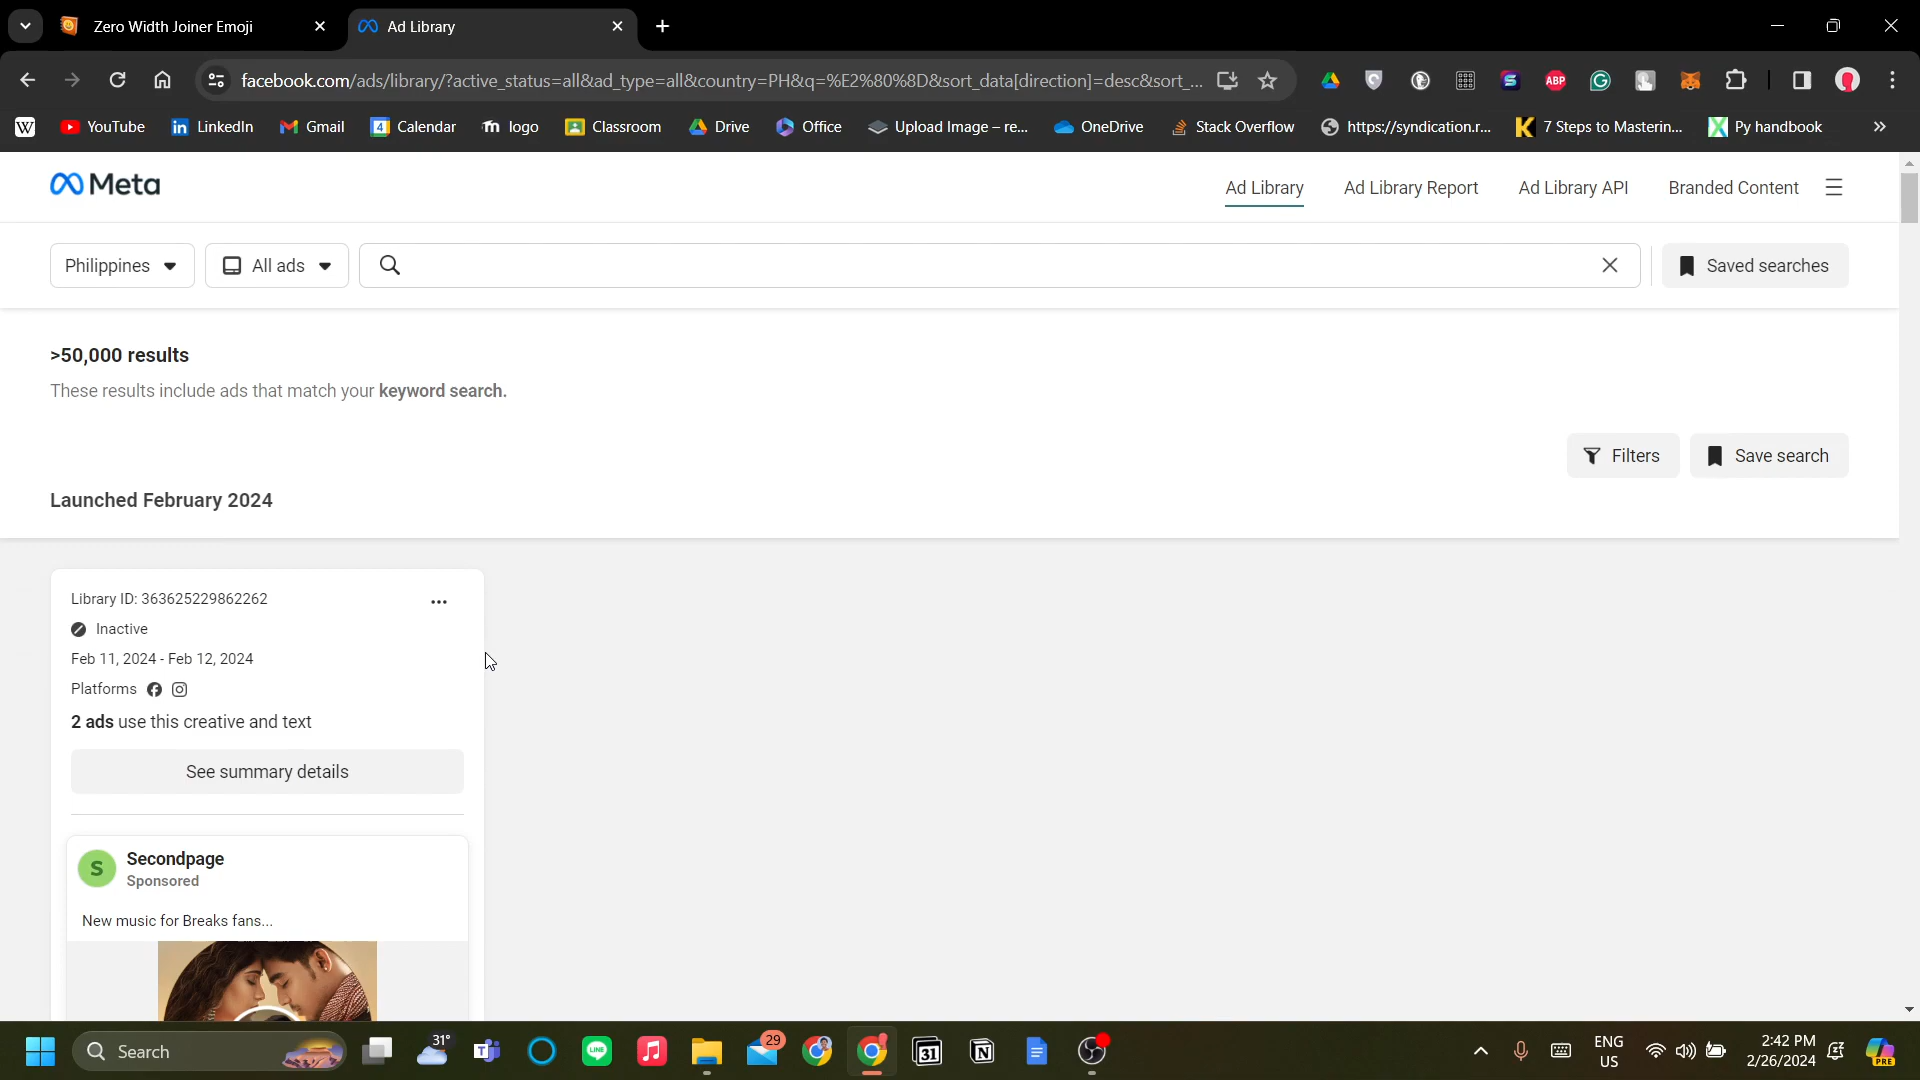 Zero Width Joiner Emoji
Ad Library
facebook.com/ads/library/?active_status=all&ad_type=all&country=PH&q=%E2%80%8D&sort_data[direction]=desc&sort_...
ABP
YouTube LinkedIn Gmail Calendar logo Classroom Drive Office Upload Image – re... OneDrive Stack Overflow https://syndication.r... 7 Steps to Masterin... Py handbook »
Meta
Ad Library Ad Library Report Ad Library API Branded Content
Philippines All ads Saved searches
>50,000 results
These results include ads that match your keyword search.
Filters Save search
Launched February 2024
Library ID: 363625229862262
Inactive
Feb 11, 2024 - Feb 12, 2024
Platforms
2 ads use this creative and text
See summary details
S Secondpage
Sponsored
New music for Breaks fans...
Search 31° 29 LINE 31 ENG
US 2:42 PM
2/26/2024 PRE